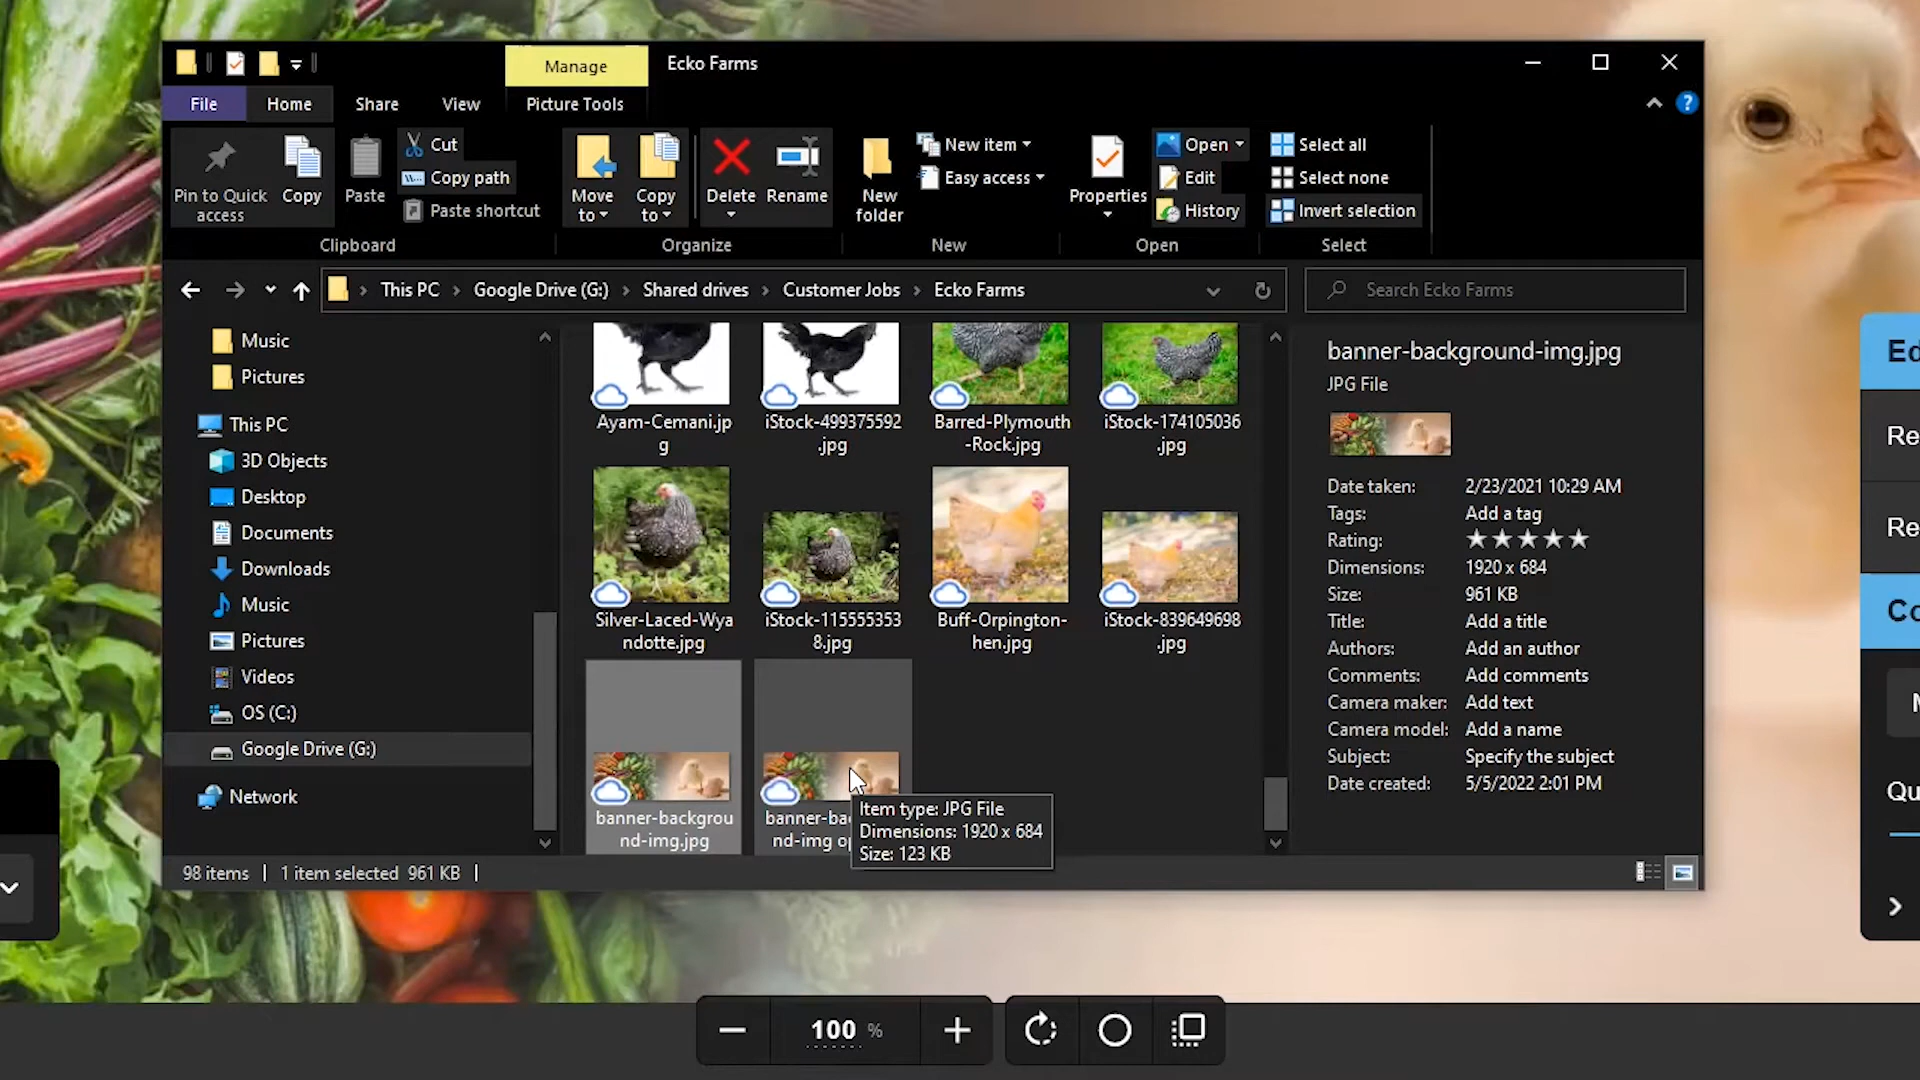 Manage
Ecko Farms
File
Home
Share
View
Picture Tools
Pin to Quick access
Copy
Paste
Cut
Copy path
Paste shortcut
Clipboard
Move to
Copy to
Delete
Rename
Organize
New folder
New item
Easy access
New
Properties
Open
Edit
History
Open
Select all
Select none
Invert selection
Select
This PC
Google Drive (G:)
Shared drives
Customer Jobs
Ecko Farms
Search Ecko Farms
Music
Pictures
This PC
3D Objects
Desktop
Documents
Downloads
Music
Pictures
Videos
OS (C:)
Google Drive (G:)
Network
Ayam-Cemani.jp
g
iStock-499375592
.jpg
Barred-Plymouth
-Rock.jpg
iStock-174105036
.jpg
Silver-Laced-Wya
ndotte.jpg
iStock-115555353
8.jpg
Buff-Orpington-
hen.jpg
iStock-839649698
.jpg
banner-backgrou
nd-img.jpg
banner-ba
nd-img o
Item type: JPG File
Dimensions: 1920 x 684
Size: 123 KB
banner-background-img.jpg
JPG File
Date taken: 2/23/2021 10:29 AM
Tags: Add a tag
Rating:
Dimensions: 1920 x 684
Size: 961 KB
Title: Add a title
Authors: Add an author
Comments: Add comments
Camera maker: Add text
Camera model: Add a name
Subject: Specify the subject
Date created: 5/5/2022 2:01 PM
98 items
1 item selected 961 KB
Ed
Re
Re
Co
Qu
100 %